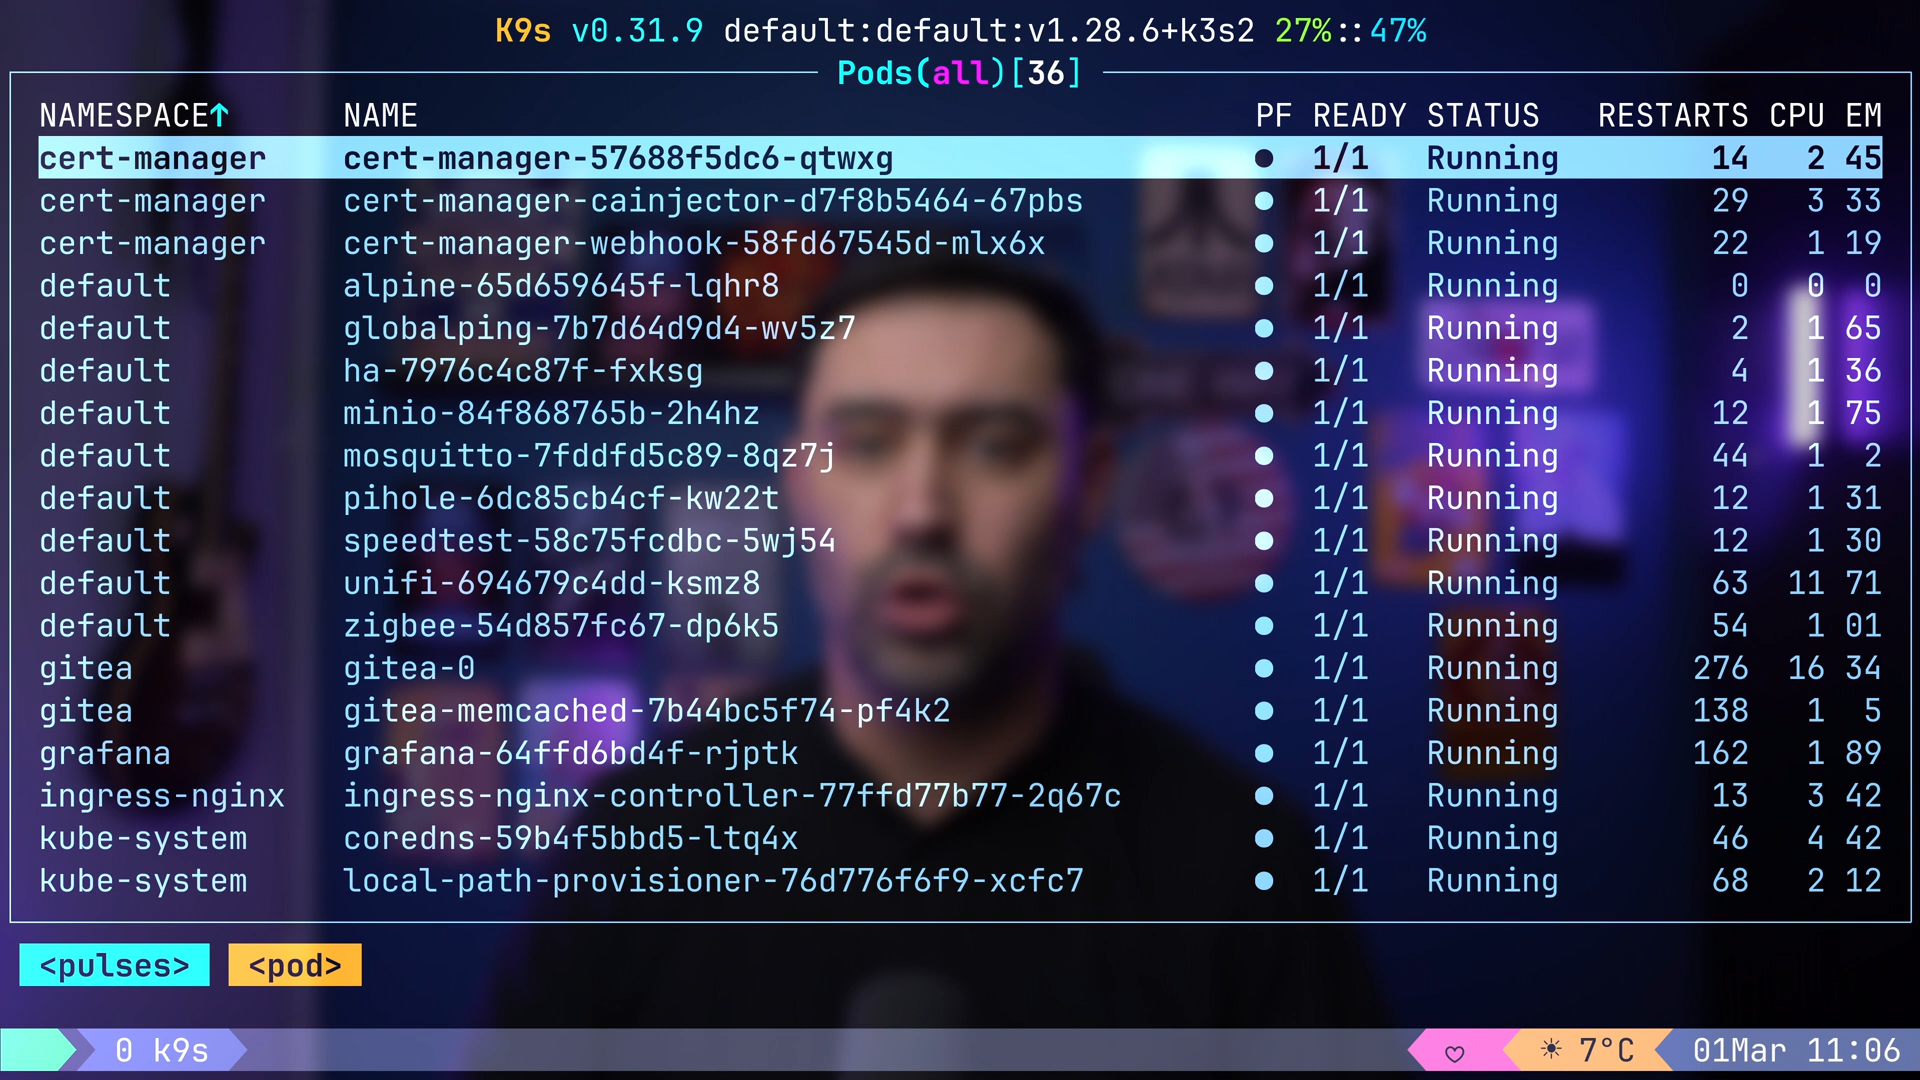 K9s v0.31.9 default:default:v1.28.6+k3s2 27%::47%
Pods(all)[36]
NAMESPACE↑ NAME PF READY STATUS RESTARTS CPU EM
cert-manager cert-manager-57688f5dc6-qtwxg ● 1/1 Running 14 2 45
cert-manager cert-manager-cainjector-d7f8b5464-67pbs ● 1/1 Running 29 3 33
cert-manager cert-manager-webhook-58fd67545d-mlx6x ● 1/1 Running 22 1 19
default alpine-65d659645f-lqhr8 ● 1/1 Running 0 0 0
default globalping-7b7d64d9d4-wv5z7 ● 1/1 Running 2 1 65
default ha-7976c4c87f-fxksg ● 1/1 Running 4 1 36
default minio-84f868765b-2h4hz ● 1/1 Running 12 1 75
default mosquitto-7fddfd5c89-8qz7j ● 1/1 Running 44 1 2
default pihole-6dc85cb4cf-kw22t ● 1/1 Running 12 1 31
default speedtest-58c75fcdbc-5wj54 ● 1/1 Running 12 1 30
default unifi-694679c4dd-ksmz8 ● 1/1 Running 63 11 71
default zigbee-54d857fc67-dp6k5 ● 1/1 Running 54 1 01
gitea gitea-0 ● 1/1 Running 276 16 34
gitea gitea-memcached-7b44bc5f74-pf4k2 ● 1/1 Running 138 1 5
grafana grafana-64ffd6bd4f-rjptk ● 1/1 Running 162 1 89
ingress-nginx ingress-nginx-controller-77ffd77b77-2q67c ● 1/1 Running 13 3 42
kube-system coredns-59b4f5bbd5-ltq4x ● 1/1 Running 46 4 42
kube-system local-path-provisioner-76d776f6f9-xcfc7 ● 1/1 Running 68 2 12
<pulses> <pod>
0 k9s ♡ ☀ 7°C 01Mar 11:06